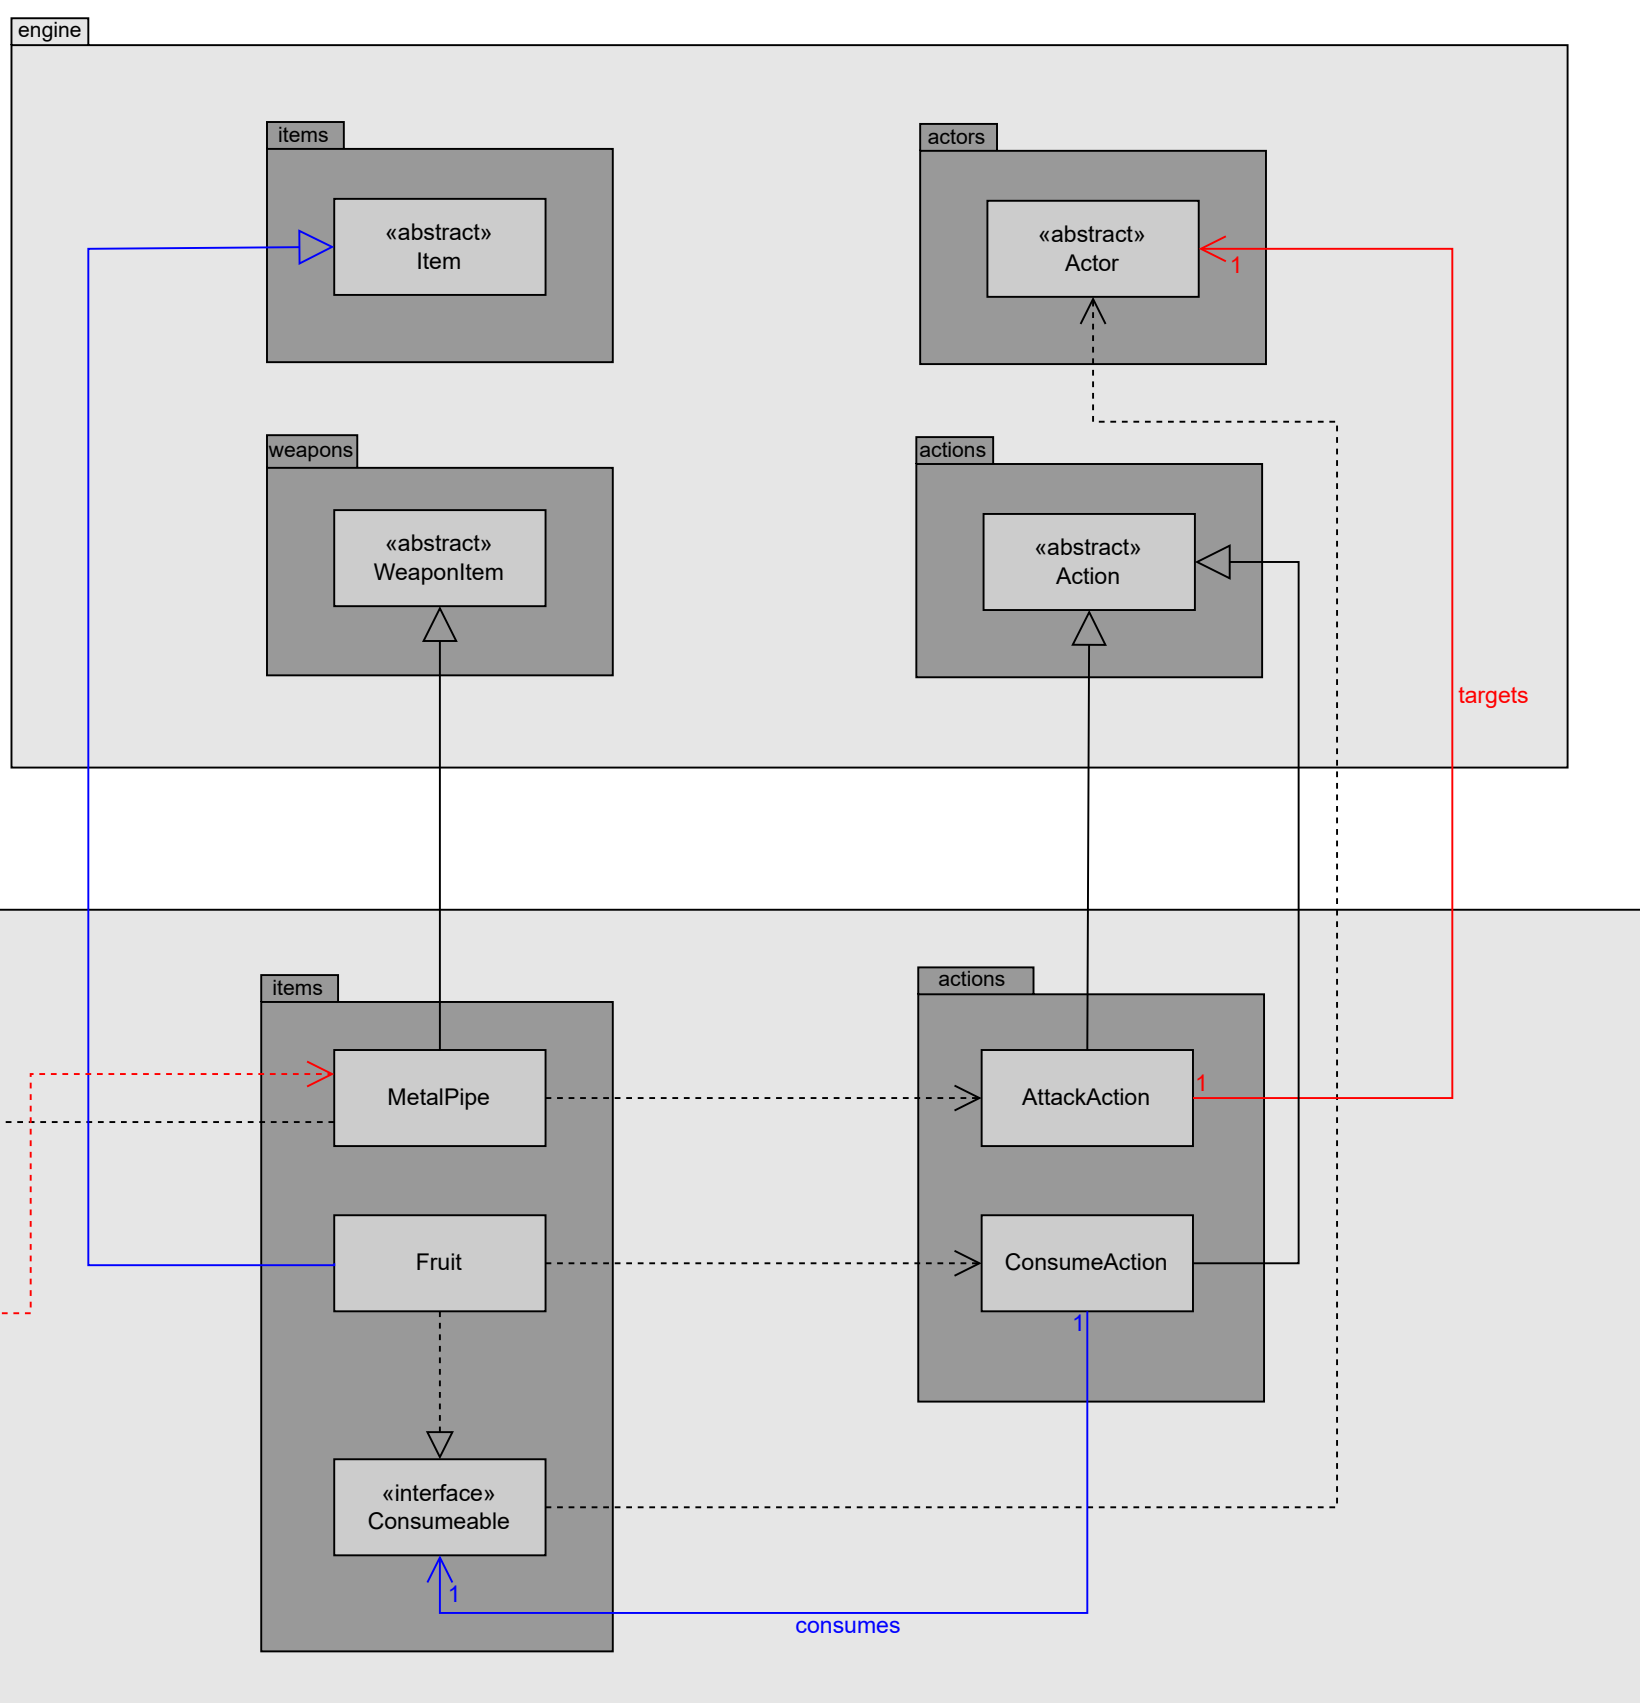 engine
items
«abstract»
Item
actors
«abstract»
Actor
1
weapons
«abstract»
WeaponItem
actions
«abstract»
Action
targets
items
MetalPipe
Fruit
«interface»
Consumeable
1
actions
AttackAction
1
ConsumeAction
1
consumes